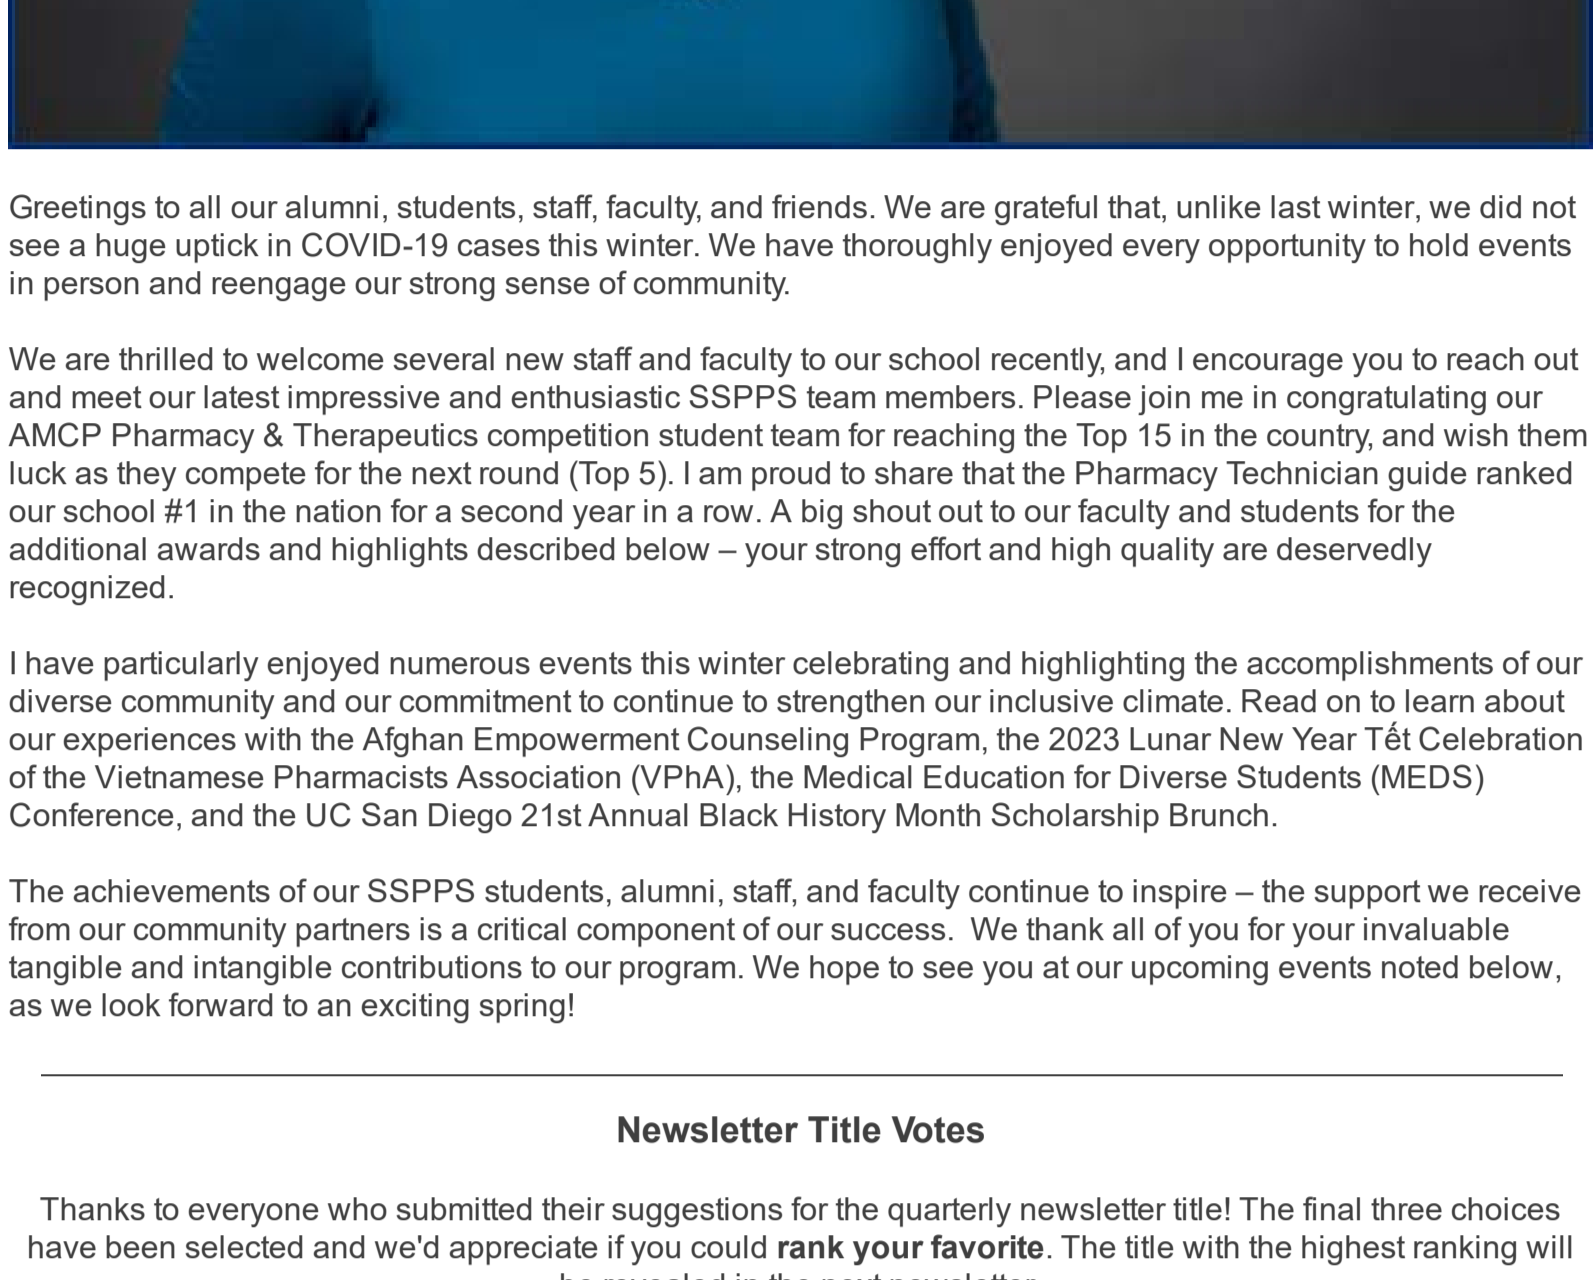 Greetings to all our alumni, students, staff, faculty, and friends. We are grateful that, unlike last winter, we did not
see a huge uptick in COVID-19 cases this winter. We have thoroughly enjoyed every opportunity to hold events
in person and reengage our strong sense of community.
We are thrilled to welcome several new staff and faculty to our school recently, and I encourage you to reach out
and meet our latest impressive and enthusiastic SSPPS team members. Please join me in congratulating our
AMCP Pharmacy & Therapeutics competition student team for reaching the Top 15 in the country, and wish them
luck as they compete for the next round (Top 5). I am proud to share that the Pharmacy Technician guide ranked
our school #1 in the nation for a second year in a row. A big shout out to our faculty and students for the
additional awards and highlights described below – your strong effort and high quality are deservedly
recognized.
I have particularly enjoyed numerous events this winter celebrating and highlighting the accomplishments of our
diverse community and our commitment to continue to strengthen our inclusive climate. Read on to learn about
our experiences with the Afghan Empowerment Counseling Program, the 2023 Lunar New Year Tết Celebration
of the Vietnamese Pharmacists Association (VPhA), the Medical Education for Diverse Students (MEDS)
Conference, and the UC San Diego 21st Annual Black History Month Scholarship Brunch.
The achievements of our SSPPS students, alumni, staff, and faculty continue to inspire – the support we receive
from our community partners is a critical component of our success.  We thank all of you for your invaluable
tangible and intangible contributions to our program. We hope to see you at our upcoming events noted below,
as we look forward to an exciting spring!
Newsletter Title Votes
Thanks to everyone who submitted their suggestions for the quarterly newsletter title! The final three choices
have been selected and we'd appreciate if you could rank your favorite. The title with the highest ranking will
be revealed in the next newsletter